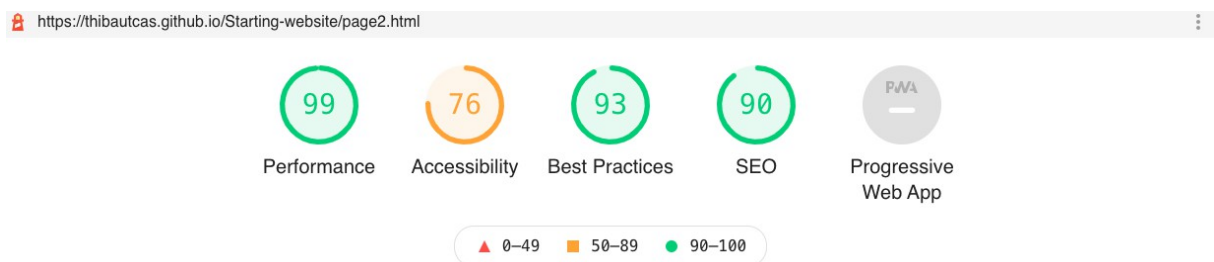 https://thibautcas.github.io/Starting-website/page2.html
99 76 93 90 PWA
Performance Accessibility Best Practices SEO Progressive
Web App
0–49 50–89 90–100